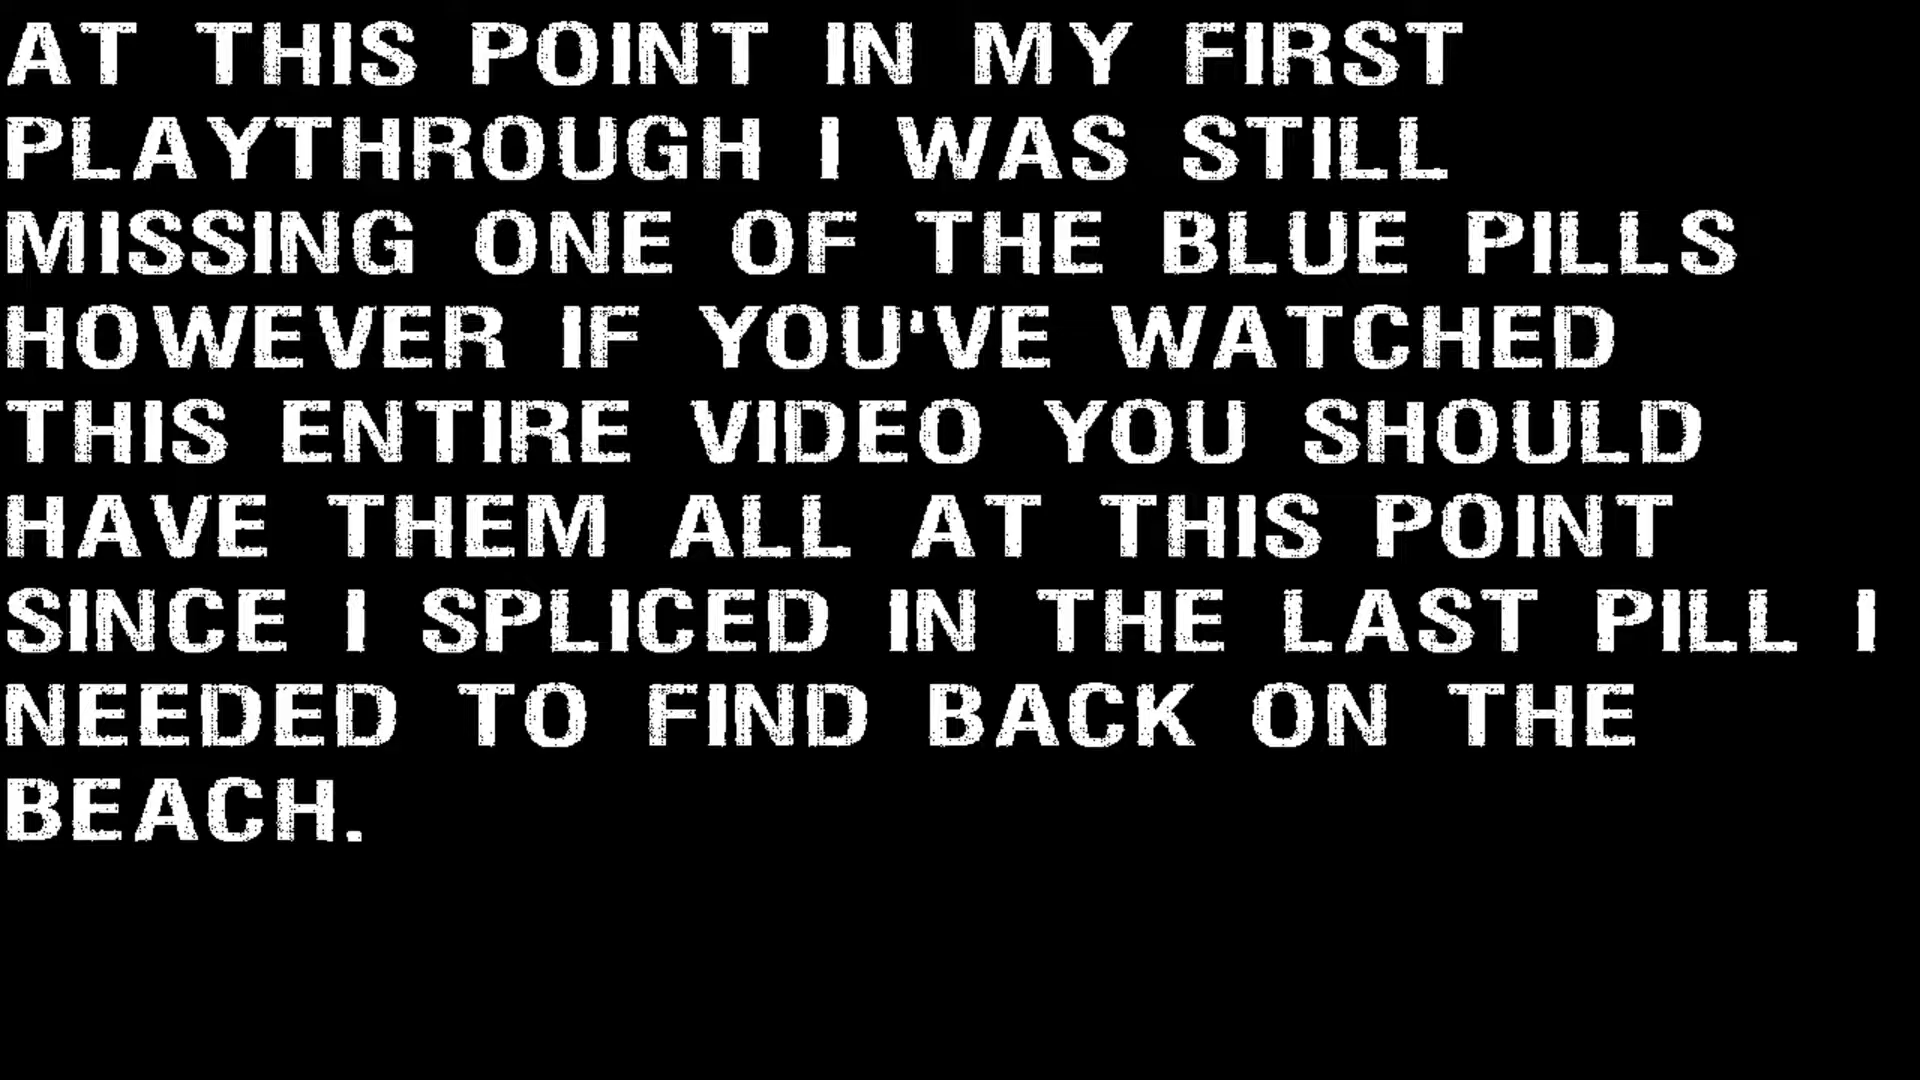 AT THIS POINT IN MY FIRST
PLAYTHROUGH I WAS STILL
MISSING ONE OF THE BLUE PILLS
HOWEVER IF YOU'VE WATCHED
THIS ENTIRE VIDEO YOU SHOULD
HAVE THEM ALL AT THIS POINT
SINCE I SPLICED IN THE LAST PILL I
NEEDED TO FIND BACK ON THE
BEACH.